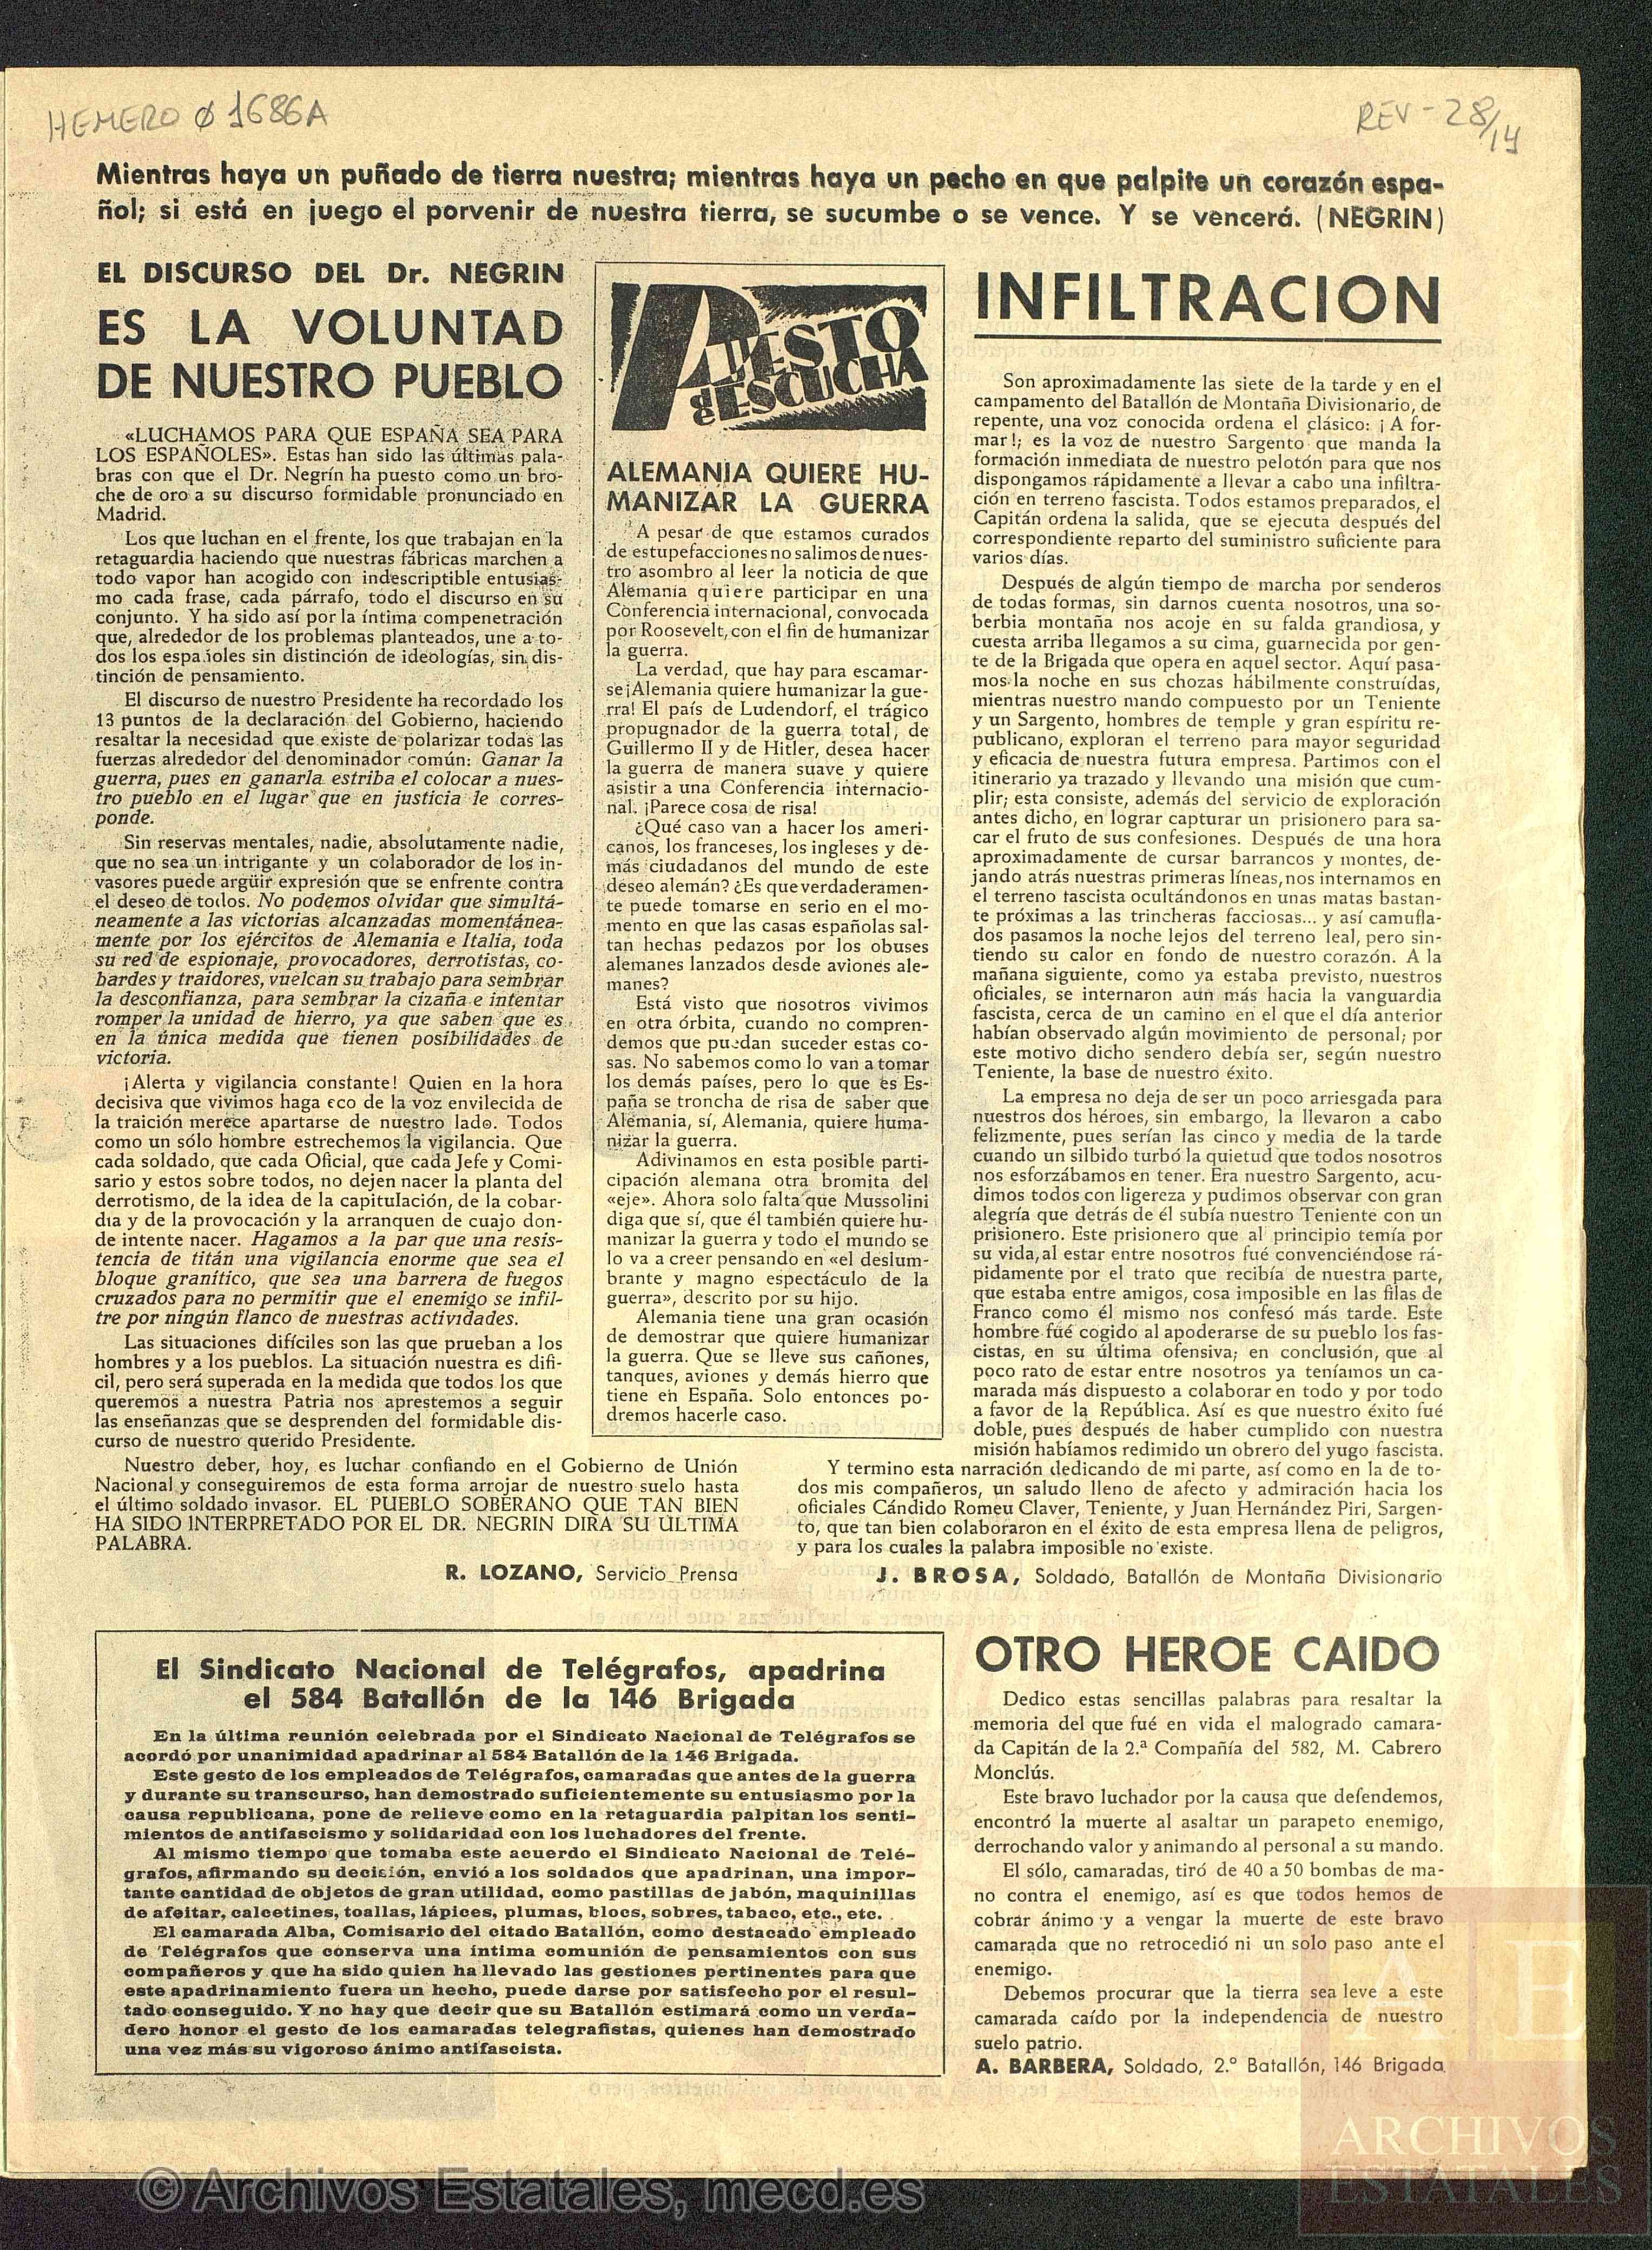 HEMERO Ø 1686A
REV - 28/14
Mientras haya un puñado de tierra nuestra; mientras haya un pecho en que palpite un corazón espa-
ñol; si está en juego el porvenir de nuestra tierra, se sucumbe o se vence. Y se vencerá. (NEGRIN)
EL DISCURSO DEL Dr. NEGRIN
ES LA VOLUNTAD
DE NUESTRO PUEBLO
«LUCHAMOS PARA QUE ESPAÑA SEA PARA
LOS ESPAÑOLES». Estas han sido las últimas pala-
bras con que el Dr. Negrín ha puesto como un bro-
che de oro a su discurso formidable pronunciado en
Madrid.
Los que luchan en el frente, los que trabajan en la
retaguardia haciendo que nuestras fábricas marchen a
todo vapor han acogido con indescriptible entusias-
mo cada frase, cada párrafo, todo el discurso en su
conjunto. Y ha sido así por la íntima compenetración
que, alrededor de los problemas planteados, une a to-
dos los españoles sin distinción de ideologías, sin dis-
tinción de pensamiento.
El discurso de nuestro Presidente ha recordado los
13 puntos de la declaración del Gobierno, haciendo
resaltar la necesidad que existe de polarizar todas las
fuerzas alrededor del denominador común: Ganar la
guerra, pues en ganarla estriba el colocar a nues-
tro pueblo en el lugar que en justicia le corres-
ponde.
Sin reservas mentales, nadie, absolutamente nadie,
que no sea un intrigante y un colaborador de los in-
vasores puede argüir expresión que se enfrente contra
el deseo de todos. No podemos olvidar que simultá-
neamente a las victorias alcanzadas momentánea-
mente por los ejércitos de Alemania e Italia, toda
su red de espionaje, provocadores, derrotistas, co-
bardes y traidores, vuelcan su trabajo para sembrar
la desconfianza, para sembrar la cizaña e intentar
romper la unidad de hierro, ya que saben que es
en la única medida que tienen posibilidades de
victoria.
¡Alerta y vigilancia constante! Quien en la hora
decisiva que vivimos haga eco de la voz envilecida de
la traición merece apartarse de nuestro lado. Todos
como un sólo hombre estrechemos la vigilancia. Que
cada soldado, que cada Oficial, que cada Jefe y Comi-
sario y estos sobre todos, no dejen nacer la planta del
derrotismo, de la idea de la capitulación, de la cobar-
día y de la provocación y la arranquen de cuajo don-
de intente nacer. Hagamos a la par que una resis-
tencia de titán una vigilancia enorme que sea el
bloque granítico, que sea una barrera de fuegos
cruzados para no permitir que el enemigo se infil-
tre por ningún flanco de nuestras actividades.
Las situaciones difíciles son las que prueban a los
hombres y a los pueblos. La situación nuestra es difi-
cil, pero será superada en la medida que todos los que
queremos a nuestra Patria nos aprestemos a seguir
las enseñanzas que se desprenden del formidable dis-
curso de nuestro querido Presidente.
Nuestro deber, hoy, es luchar confiando en el Gobierno de Unión
Nacional y conseguiremos de esta forma arrojar de nuestro suelo hasta
el último soldado invasor. EL PUEBLO SOBERANO QUE TAN BIEN
HA SIDO INTERPRETADO POR EL DR. NEGRIN DIRA SU ULTIMA
PALABRA.
R. LOZANO, Servicio Prensa
PUESTO
de ESCUCHA
ALEMANIA QUIERE HU-
MANIZAR LA GUERRA
A pesar de que estamos curados
de estupefacciones no salimos de nues-
tro asombro al leer la noticia de que
Alemania quiere participar en una
Conferencia internacional, convocada
por Roosevelt, con el fin de humanizar
la guerra.
La verdad, que hay para escamar-
se ¡Alemania quiere humanizar la gue-
rra! El país de Ludendorf, el trágico
propugnador de la guerra total, de
Guillermo II y de Hitler, desea hacer
la guerra de manera suave y quiere
asistir a una Conferencia internacio-
nal. ¡Parece cosa de risa!
¿Qué caso van a hacer los ameri-
canos, los franceses, los ingleses y de-
más ciudadanos del mundo de este
deseo alemán? ¿Es que verdaderamen-
te puede tomarse en serio en el mo-
mento en que las casas españolas sal-
tan hechas pedazos por los obuses
alemanes lanzados desde aviones ale-
manes?
Está visto que nosotros vivimos
en otra órbita, cuando no compren-
demos que puedan suceder estas co-
sas. No sabemos como lo van a tomar
los demás países, pero lo que es Es-
paña se troncha de risa de saber que
Alemania, sí, Alemania, quiere huma-
nizar la guerra.
Adivinamos en esta posible parti-
cipación alemana otra bromita del
«eje». Ahora solo falta que Mussolini
diga que sí, que él también quiere hu-
manizar la guerra y todo el mundo se
lo va a creer pensando en «el deslum-
brante y magno espectáculo de la
guerra», descrito por su hijo.
Alemania tiene una gran ocasión
de demostrar que quiere humanizar
la guerra. Que se lleve sus cañones,
tanques, aviones y demás hierro que
tiene en España. Solo entonces po-
dremos hacerle caso.
INFILTRACION
Son aproximadamente las siete de la tarde y en el
campamento del Batallón de Montaña Divisionario, de
repente, una voz conocida ordena el clásico: ¡A for-
mar!; es la voz de nuestro Sargento que manda la
formación inmediata de nuestro pelotón para que nos
dispongamos rápidamente a llevar a cabo una infiltra-
ción en terreno fascista. Todos estamos preparados, el
Capitán ordena la salida, que se ejecuta después del
correspondiente reparto del suministro suficiente para
varios días.
Después de algún tiempo de marcha por senderos
de todas formas, sin darnos cuenta nosotros, una so-
berbia montaña nos acoje en su falda grandiosa, y
cuesta arriba llegamos a su cima, guarnecida por gen-
te de la Brigada que opera en aquel sector. Aquí pasa-
mos la noche en sus chozas hábilmente construídas,
mientras nuestro mando compuesto por un Teniente
y un Sargento, hombres de temple y gran espíritu re-
publicano, exploran el terreno para mayor seguridad
y eficacia de nuestra futura empresa. Partimos con el
itinerario ya trazado y llevando una misión que cum-
plir; esta consiste, además del servicio de exploración
antes dicho, en lograr capturar un prisionero para sa-
car el fruto de sus confesiones. Después de una hora
aproximadamente de cursar barrancos y montes, de-
jando atrás nuestras primeras líneas, nos internamos en
el terreno fascista ocultándonos en unas matas bastan-
te próximas a las trincheras facciosas... y así camufla-
dos pasamos la noche lejos del terreno leal, pero sin-
tiendo su calor en fondo de nuestro corazón. A la
mañana siguiente, como ya estaba previsto, nuestros
oficiales, se internaron aún más hacia la vanguardia
fascista, cerca de un camino en el que el día anterior
habían observado algún movimiento de personal; por
este motivo dicho sendero debía ser, según nuestro
Teniente, la base de nuestro éxito.
La empresa no deja de ser un poco arriesgada para
nuestros dos héroes, sin embargo, la llevaron a cabo
felizmente, pues serían las cinco y media de la tarde
cuando un silbido turbó la quietud que todos nosotros
nos esforzábamos en tener. Era nuestro Sargento, acu-
dimos todos con ligereza y pudimos observar con gran
alegría que detrás de él subía nuestro Teniente con un
prisionero. Este prisionero que al principio temía por
su vida, al estar entre nosotros fué convenciéndose rá-
pidamente por el trato que recibía de nuestra parte,
que estaba entre amigos, cosa imposible en las filas de
Franco como él mismo nos confesó más tarde. Este
hombre fué cogido al apoderarse de su pueblo los fas-
cistas, en su última ofensiva; en conclusión, que al
poco rato de estar entre nosotros ya teníamos un ca-
marada más dispuesto a colaborar en todo y por todo
a favor de la República. Así es que nuestro éxito fué
doble, pues después de haber cumplido con nuestra
misión habíamos redimido un obrero del yugo fascista.
Y termino esta narración dedicando de mi parte, así como en la de to-
dos mis compañeros, un saludo lleno de afecto y admiración hacia los
oficiales Cándido Romeu Claver, Teniente, y Juan Hernández Piri, Sargen-
to, que tan bien colaboraron en el éxito de esta empresa llena de peligros,
y para los cuales la palabra imposible no existe.
J. BROSA, Soldado, Batallón de Montaña Divisionario
El Sindicato Nacional de Telégrafos, apadrina
el 584 Batallón de la 146 Brigada
En la última reunión celebrada por el Sindicato Nacional de Telégrafos se
acordó por unanimidad apadrinar al 584 Batallón de la 146 Brigada.
Este gesto de los empleados de Telégrafos, camaradas que antes de la guerra
y durante su transcurso, han demostrado suficientemente su entusiasmo por la
causa republicana, pone de relieve como en la retaguardia palpitan los senti-
mientos de antifascismo y solidaridad con los luchadores del frente.
Al mismo tiempo que tomaba este acuerdo el Sindicato Nacional de Telé-
grafos, afirmando su decisión, envió a los soldados que apadrinan, una impor-
tante cantidad de objetos de gran utilidad, como pastillas de jabón, maquinillas
de afeitar, calcetines, toallas, lápices, plumas, blocs, sobres, tabaco, etc., etc.
El camarada Alba, Comisario del citado Batallón, como destacado empleado
de Telégrafos que conserva una íntima comunión de pensamientos con sus
compañeros y que ha sido quien ha llevado las gestiones pertinentes para que
este apadrinamiento fuera un hecho, puede darse por satisfecho por el resul-
tado conseguido. Y no hay que decir que su Batallón estimará como un verda-
dero honor el gesto de los camaradas telegrafistas, quienes han demostrado
una vez más su vigoroso ánimo antifascista.
OTRO HEROE CAIDO
Dedico estas sencillas palabras para resaltar la
memoria del que fué en vida el malogrado camara-
da Capitán de la 2.ª Compañía del 582, M. Cabrero
Monclús.
Este bravo luchador por la causa que defendemos,
encontró la muerte al asaltar un parapeto enemigo,
derrochando valor y animando al personal a su mando.
El sólo, camaradas, tiró de 40 a 50 bombas de ma-
no contra el enemigo, así es que todos hemos de
cobrar ánimo y a vengar la muerte de este bravo
camarada que no retrocedió ni un solo paso ante el
enemigo.
Debemos procurar que la tierra sea leve a este
camarada caído por la independencia de nuestro
suelo patrio.
A. BARBERA, Soldado, 2.º Batallón, 146 Brigada
AE
ARCHIVOS
ESTATALES
© Archivos Estatales, mecd.es